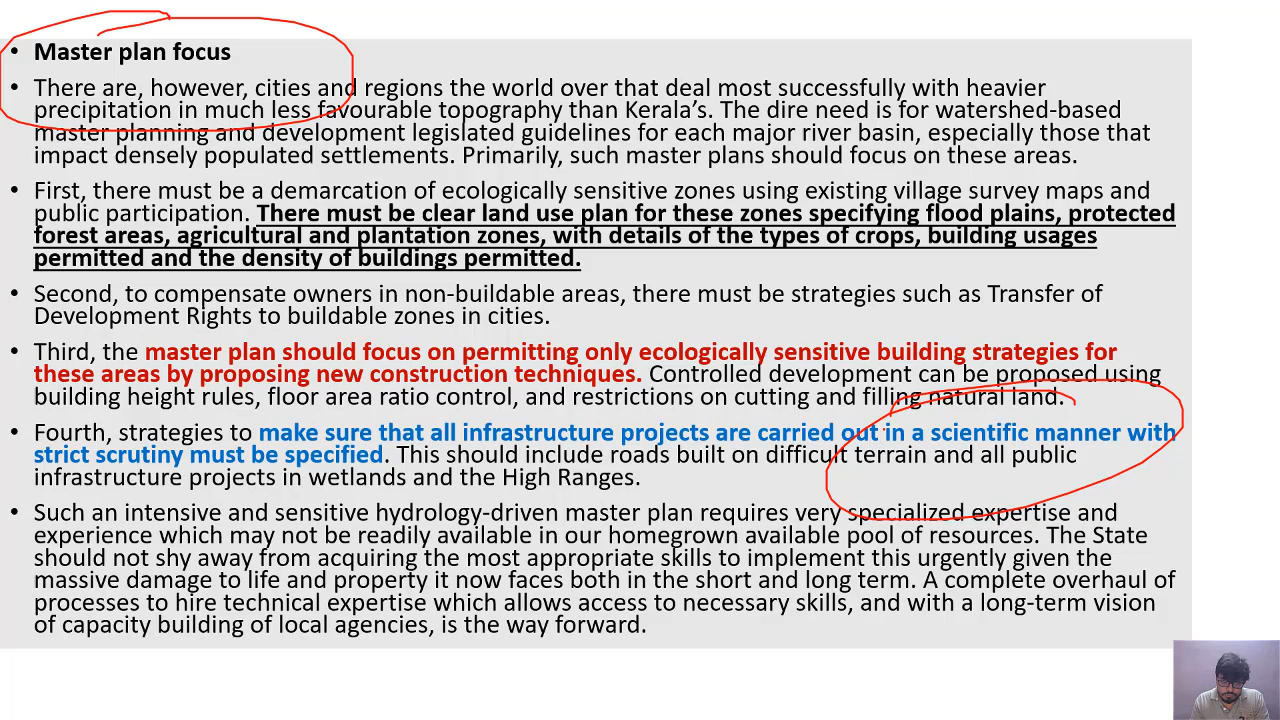 • Master plan focus
• There are, however, cities and regions the world over that deal most successfully with heavier
precipitation in much less favourable topography than Kerala's. The dire need is for watershed-based
master planning and development legislated guidelines for each major river basin, especially those that
impact densely populated settlements. Primarily, such master plans should focus on these areas.
• First, there must be a demarcation of ecologically sensitive zones using existing village survey maps and
public participation. There must be clear land use plan for these zones specifying flood plains, protected
forest areas, agricultural and plantation zones, with details of the types of crops, building usages
permitted and the density of buildings permitted.
• Second, to compensate owners in non-buildable areas, there must be strategies such as Transfer of
Development Rights to buildable zones in cities.
• Third, the master plan should focus on permitting only ecologically sensitive building strategies for
these areas by proposing new construction techniques. Controlled development can be proposed using
building height rules, floor area ratio control, and restrictions on cutting and filling natural land.
• Fourth, strategies to make sure that all infrastructure projects are carried out in a scientific manner with
strict scrutiny must be specified. This should include roads built on difficult terrain and all public
infrastructure projects in wetlands and the High Ranges.
• Such an intensive and sensitive hydrology-driven master plan requires very specialized expertise and
experience which may not be readily available in our homegrown available pool of resources. The State
should not shy away from acquiring the most appropriate skills to implement this urgently given the
massive damage to life and property it now faces both in the short and long term. A complete overhaul of
processes to hire technical expertise which allows access to necessary skills, and with a long-term vision
of capacity building of local agencies, is the way forward.